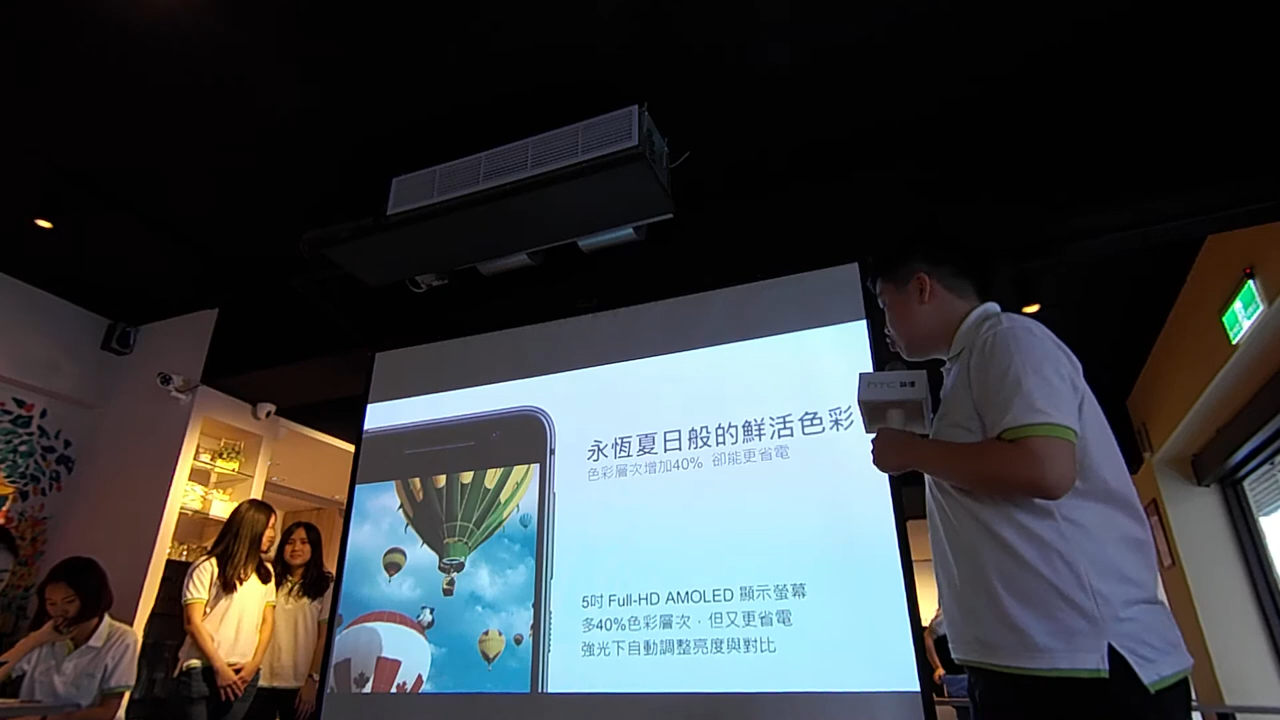 永恆夏日般的鮮活色彩
色彩層次增加40% 卻能更省電
5吋 Full-HD AMOLED 顯示螢幕
多40%色彩層次，但又更省電
強光下自動調整亮度與對比
hTC